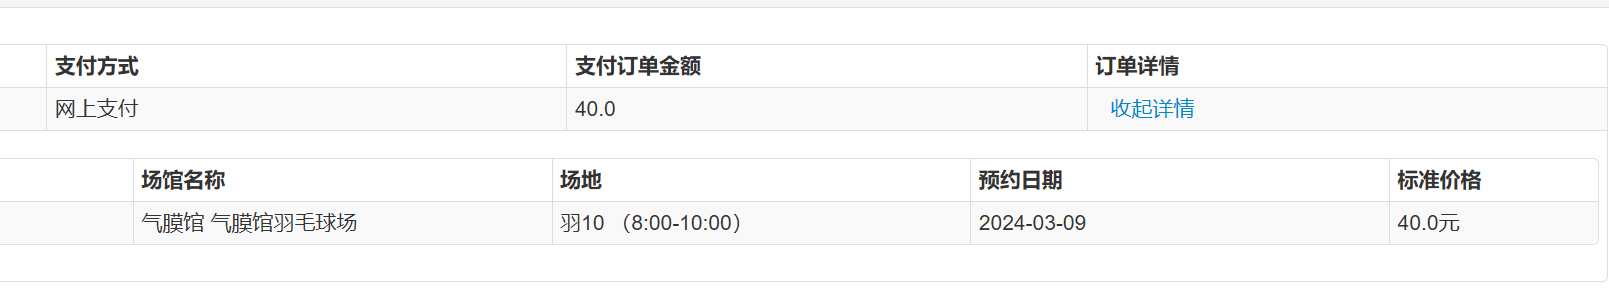 支付方式 支付订单金额 订单详情
网上支付 40.0 收起详情
场馆名称 场地 预约日期 标准价格
气膜馆 气膜馆羽毛球场 羽10 （8:00-10:00） 2024-03-09 40.0元